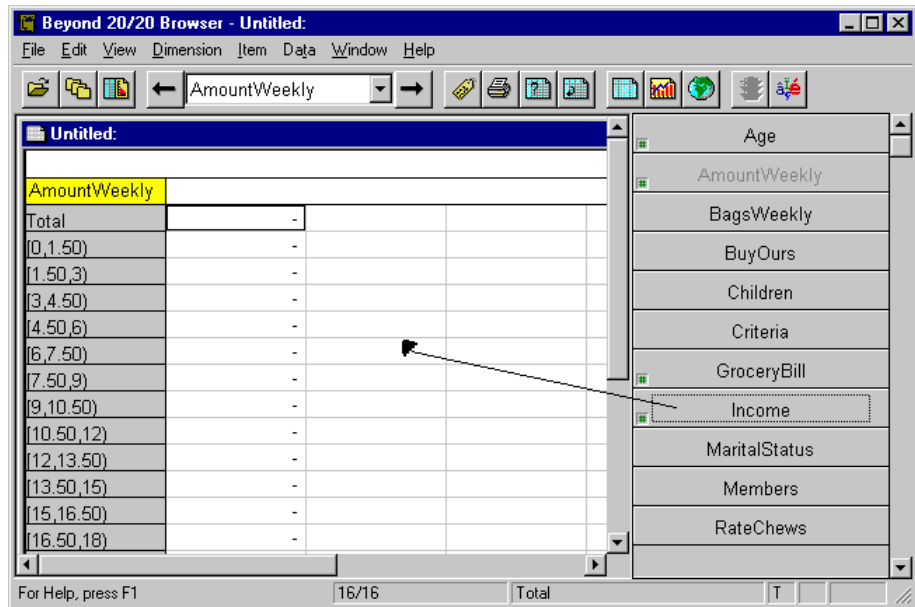 Beyond 20/20 Browser - Untitled:
File Edit View Dimension Item Data Window Help
AmountWeekly
Untitled:
AmountWeekly
Total -
[0,1.50) -
[1.50,3) -
[3,4.50) -
[4.50,6) -
[6,7.50) -
[7.50,9) -
[9,10.50) -
[10.50,12) -
[12,13.50) -
[13.50,15) -
[15,16.50) -
[16.50,18) -
Age
AmountWeekly
BagsWeekly
BuyOurs
Children
Criteria
GroceryBill
Income
MaritalStatus
Members
RateChews
For Help, press F1 16/16 Total T